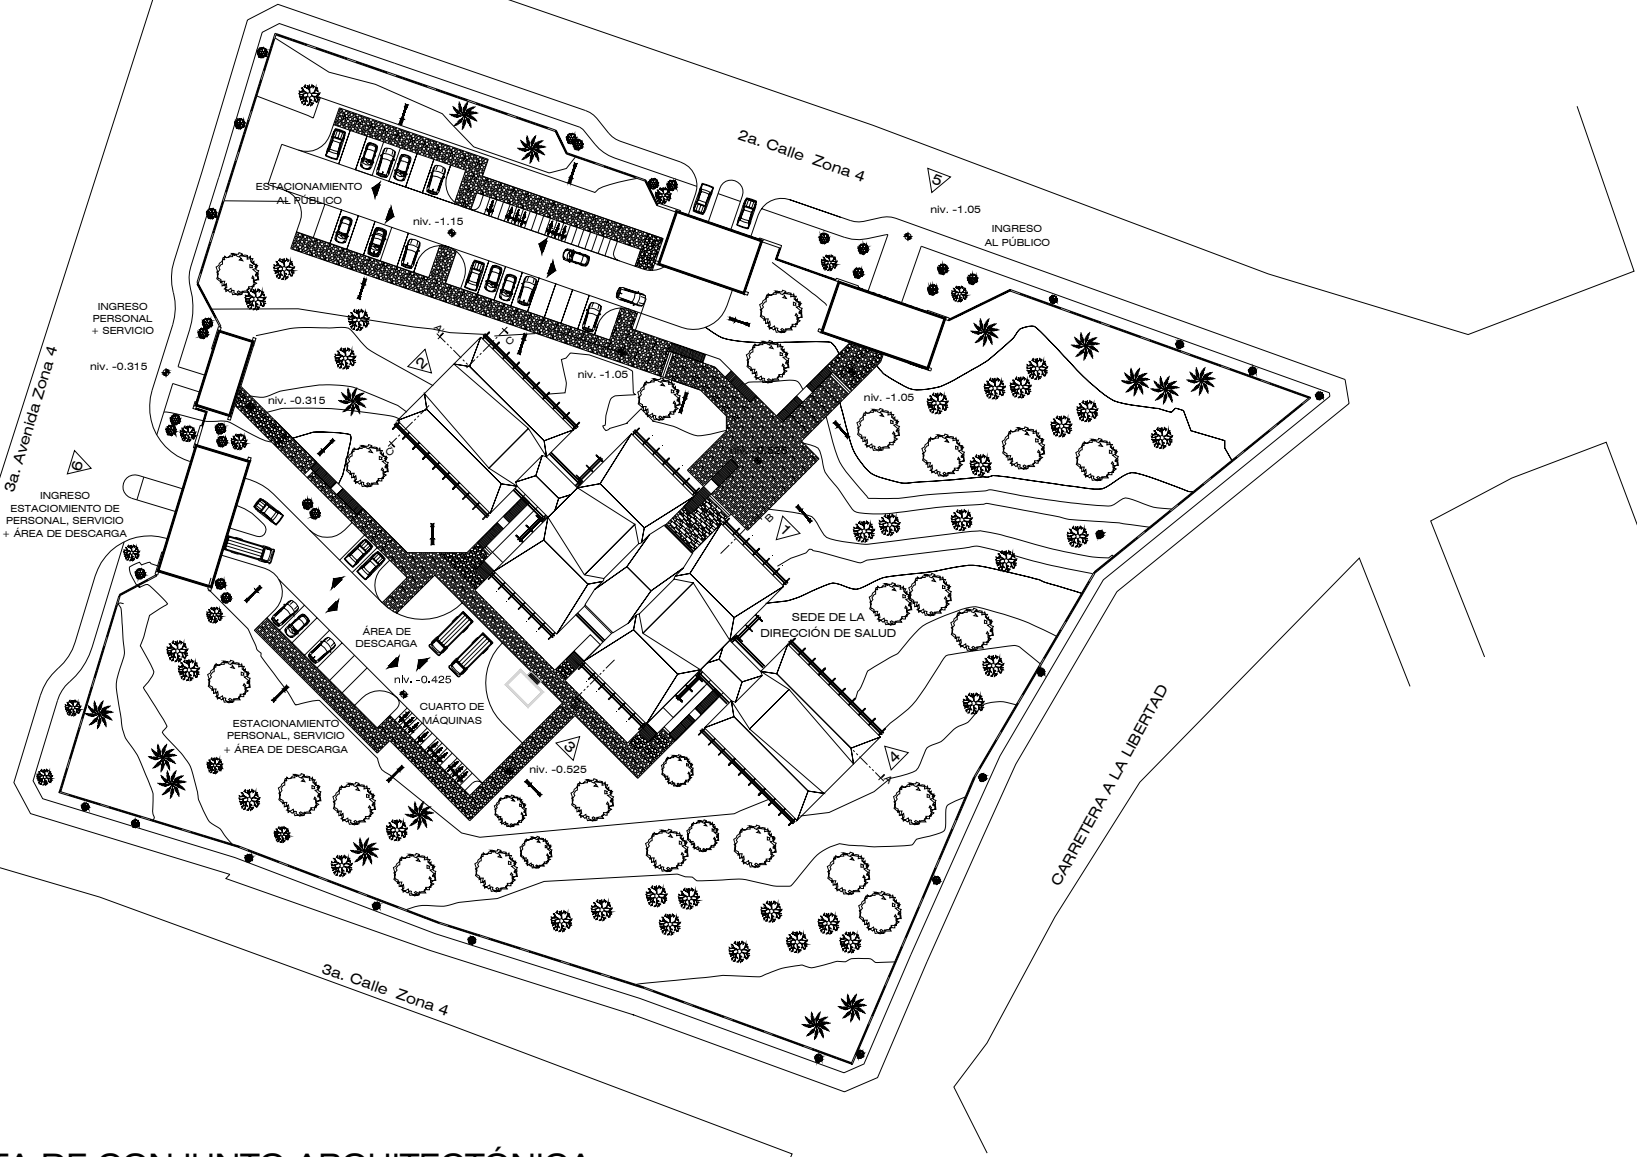 2a. Calle Zona 4
5
niv. -1.05
INGRESO
AL PÚBLICO
ESTACIONAMIENTO
AL PÚBLICO
niv. -1.15
INGRESO
PERSONAL
+ SERVICIO
niv. -0.315
3a. Avenida Zona 4
niv. -0.315
2
niv. -1.05
niv. -1.05
6
INGRESO
ESTACIOMIENTO DE
PERSONAL, SERVICIO
+ ÁREA DE DESCARGA
1
B
SEDE DE LA
DIRECCIÓN DE SALUD
ÁREA DE
DESCARGA
niv. -0.425
CUARTO DE
MÁQUINAS
ESTACIONAMIENTO
PERSONAL, SERVICIO
+ ÁREA DE DESCARGA
3
niv. -0.525
4
CARRETERA A LA LIBERTAD
3a. Calle Zona 4
TA DE CONJUNTO ARQUITECTÓNICA